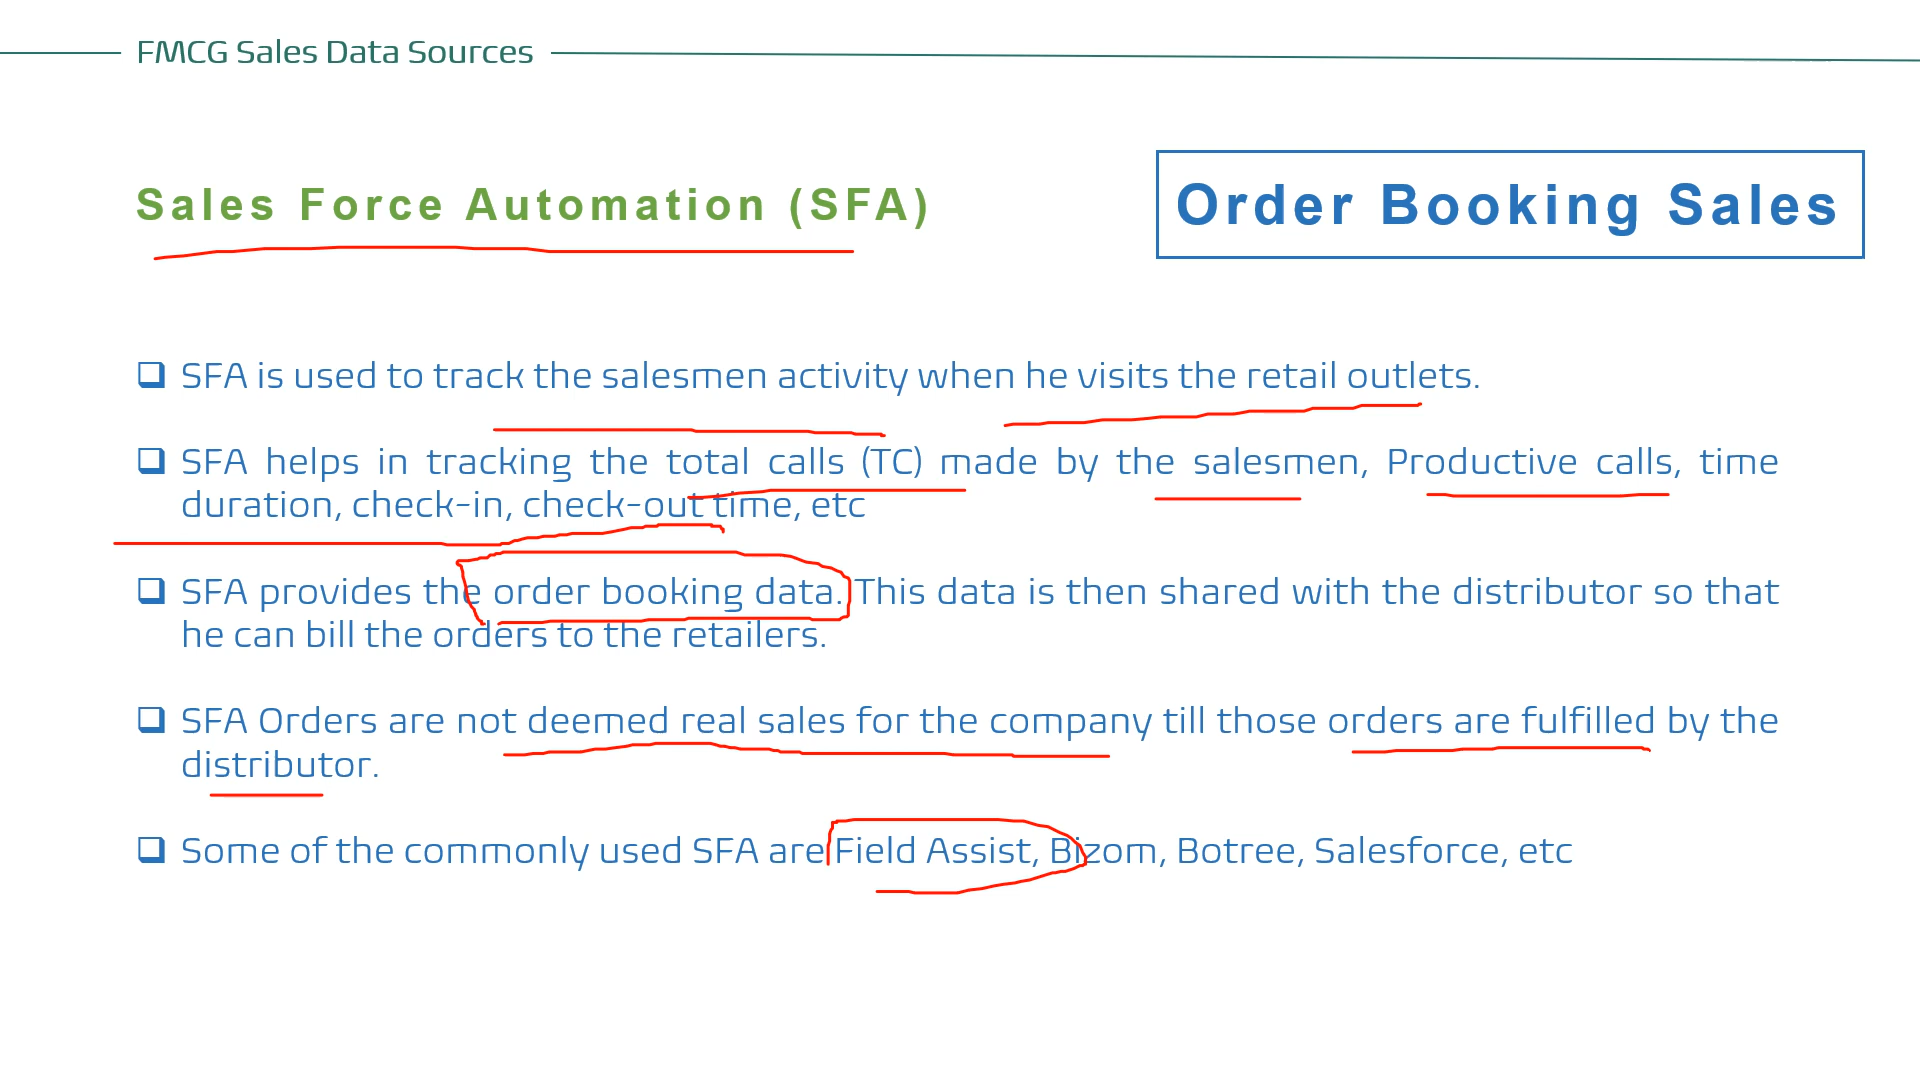 FMCG Sales Data Sources
Sales Force Automation (SFA)
Order Booking Sales
SFA is used to track the salesmen activity when he visits the retail outlets.
SFA helps in tracking the total calls (TC) made by the salesmen, Productive calls, time
duration, check-in, check-out time, etc
SFA provides the order booking data. This data is then shared with the distributor so that
he can bill the orders to the retailers.
SFA Orders are not deemed real sales for the company till those orders are fulfilled by the
distributor.
Some of the commonly used SFA are Field Assist, Bizom, Botree, Salesforce, etc